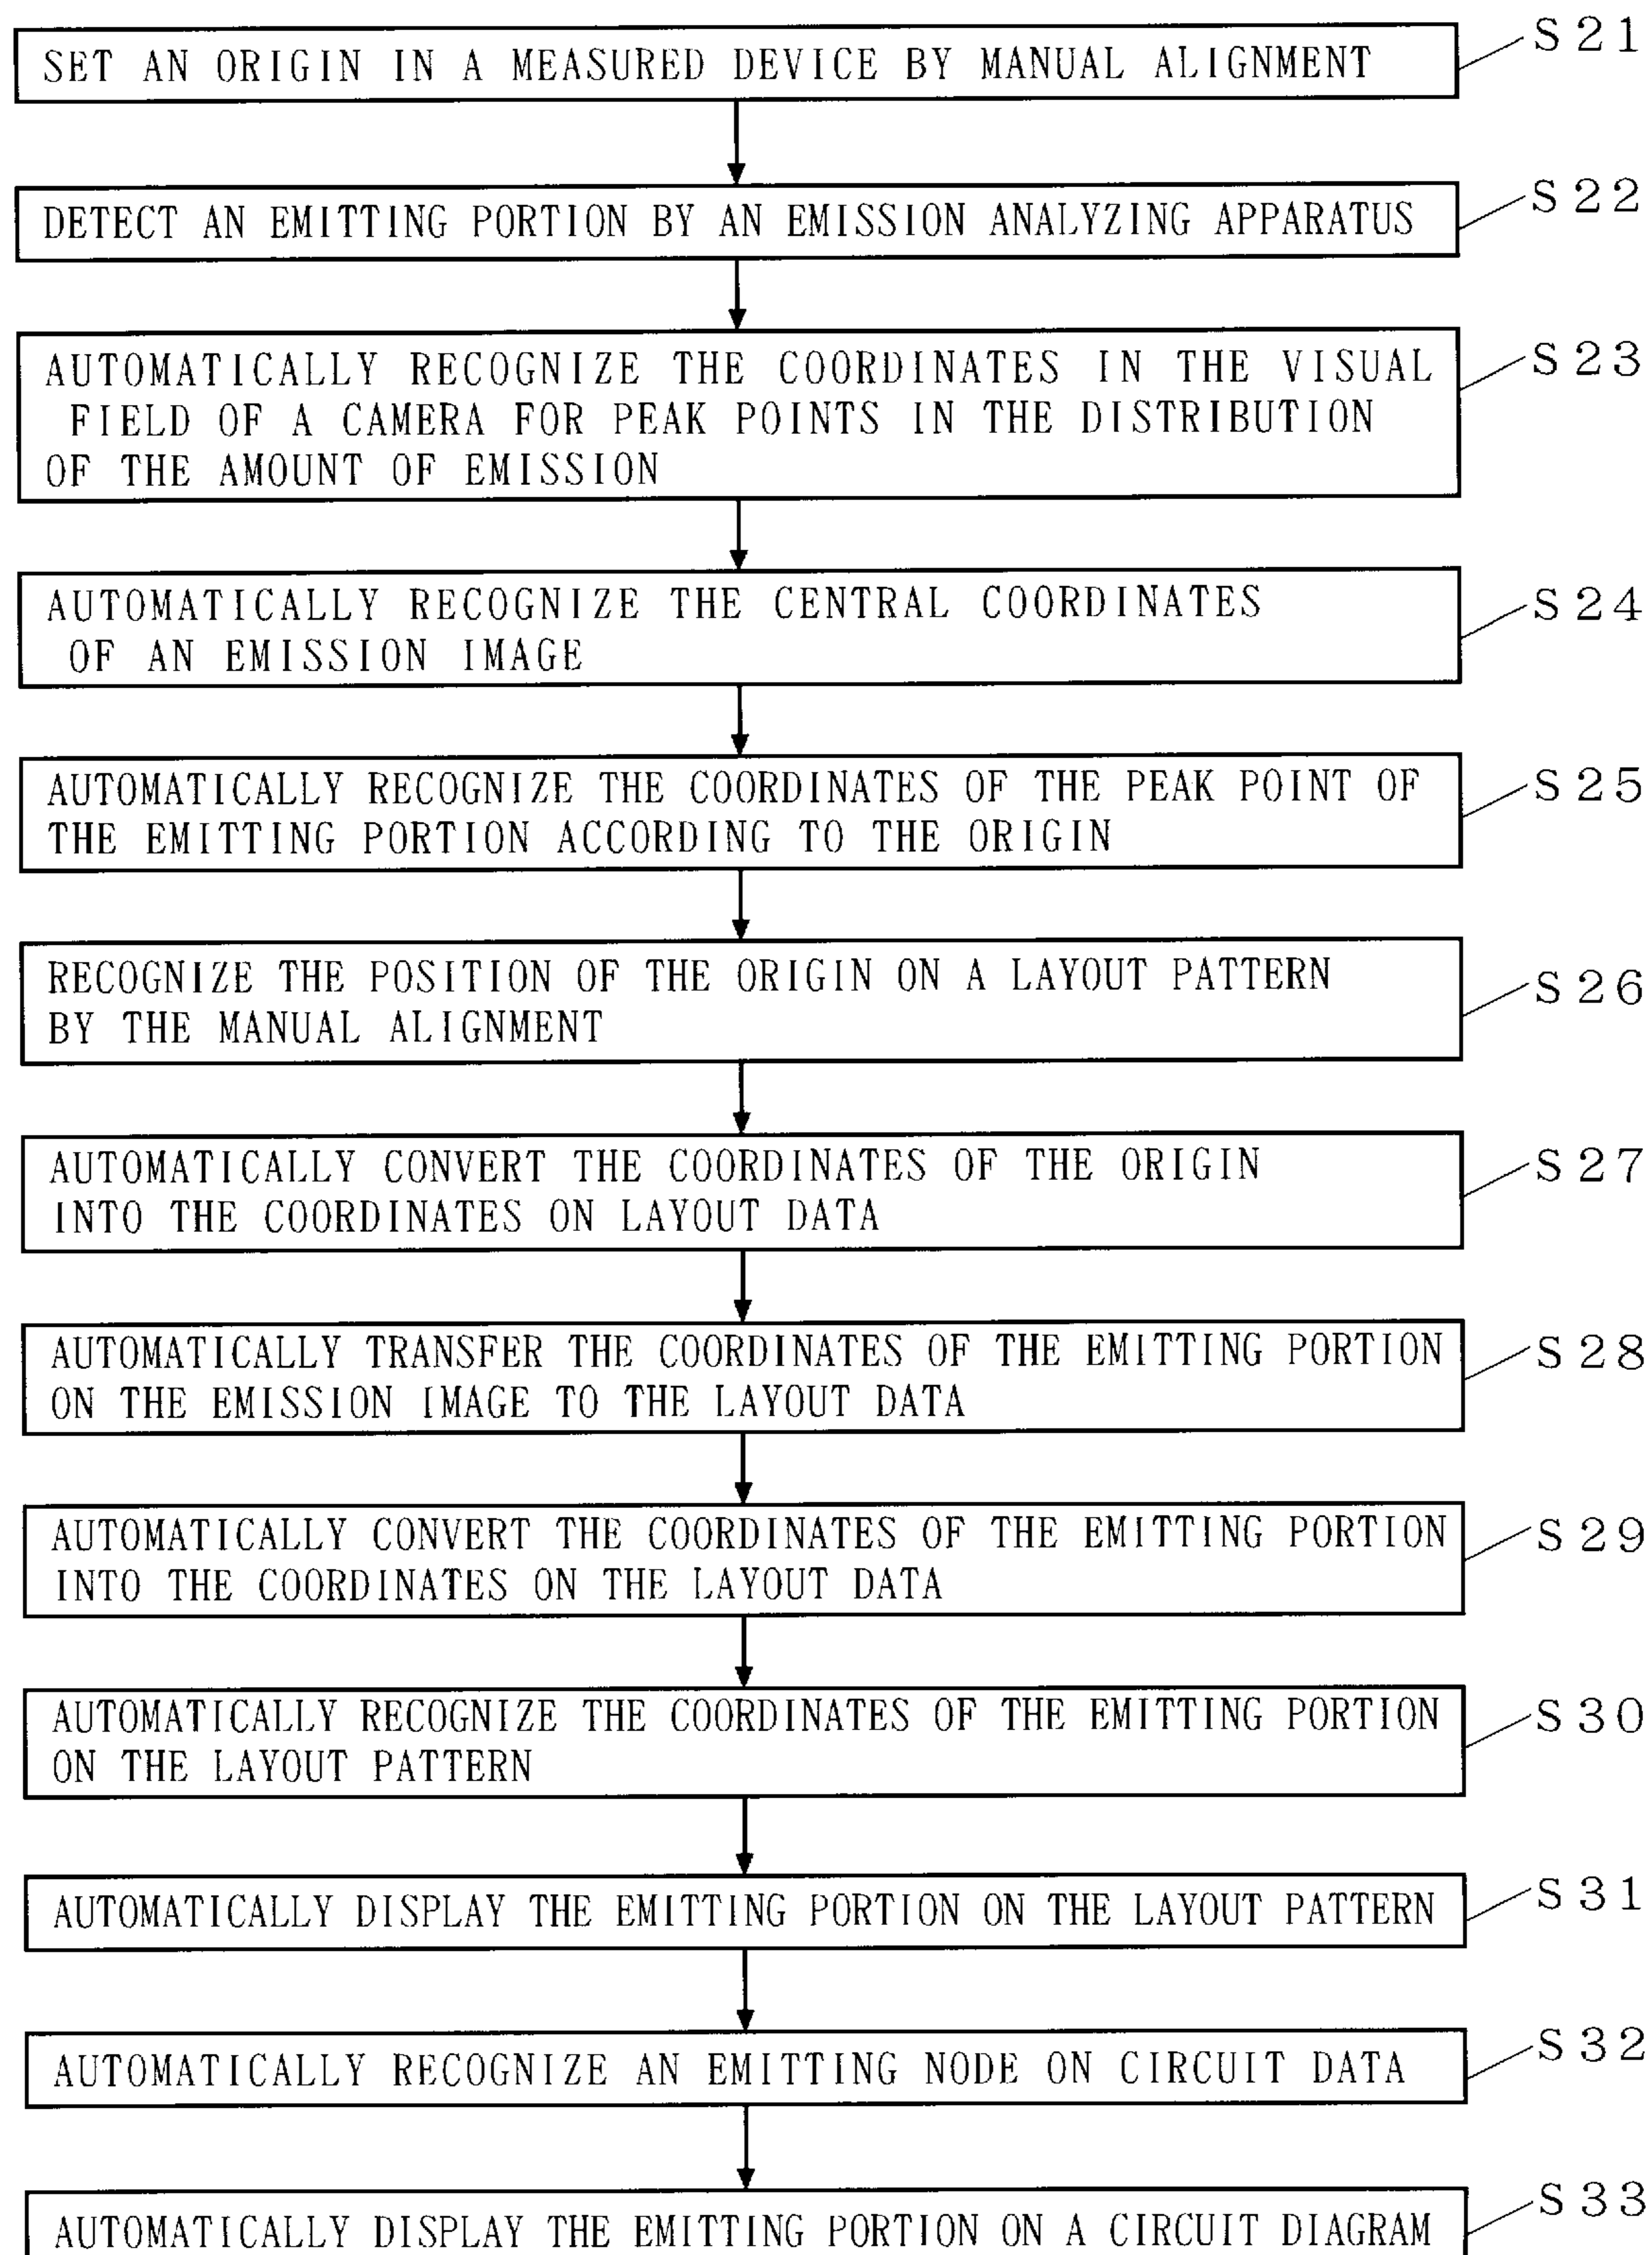 SET AN ORIGIN IN A MEASURED DEVICE BY MANUAL ALIGNMENT
S21
DETECT AN EMITTING PORTION BY AN EMISSION ANALYZING APPARATUS
S22
AUTOMATICALLY RECOGNIZE THE COORDINATES IN THE VISUAL
FIELD OF A CAMERA FOR PEAK POINTS IN THE DISTRIBUTION
OF THE AMOUNT OF EMISSION
S23
AUTOMATICALLY RECOGNIZE THE CENTRAL COORDINATES
OF AN EMISSION IMAGE
S24
AUTOMATICALLY RECOGNIZE THE COORDINATES OF THE PEAK POINT OF
THE EMITTING PORTION ACCORDING TO THE ORIGIN
S25
RECOGNIZE THE POSITION OF THE ORIGIN ON A LAYOUT PATTERN
BY THE MANUAL ALIGNMENT
S26
AUTOMATICALLY CONVERT THE COORDINATES OF THE ORIGIN
INTO THE COORDINATES ON LAYOUT DATA
S27
AUTOMATICALLY TRANSFER THE COORDINATES OF THE EMITTING PORTION
ON THE EMISSION IMAGE TO THE LAYOUT DATA
S28
AUTOMATICALLY CONVERT THE COORDINATES OF THE EMITTING PORTION
INTO THE COORDINATES ON THE LAYOUT DATA
S29
AUTOMATICALLY RECOGNIZE THE COORDINATES OF THE EMITTING PORTION
ON THE LAYOUT PATTERN
S30
AUTOMATICALLY DISPLAY THE EMITTING PORTION ON THE LAYOUT PATTERN
S31
AUTOMATICALLY RECOGNIZE AN EMITTING NODE ON CIRCUIT DATA
S32
AUTOMATICALLY DISPLAY THE EMITTING PORTION ON A CIRCUIT DIAGRAM
S33